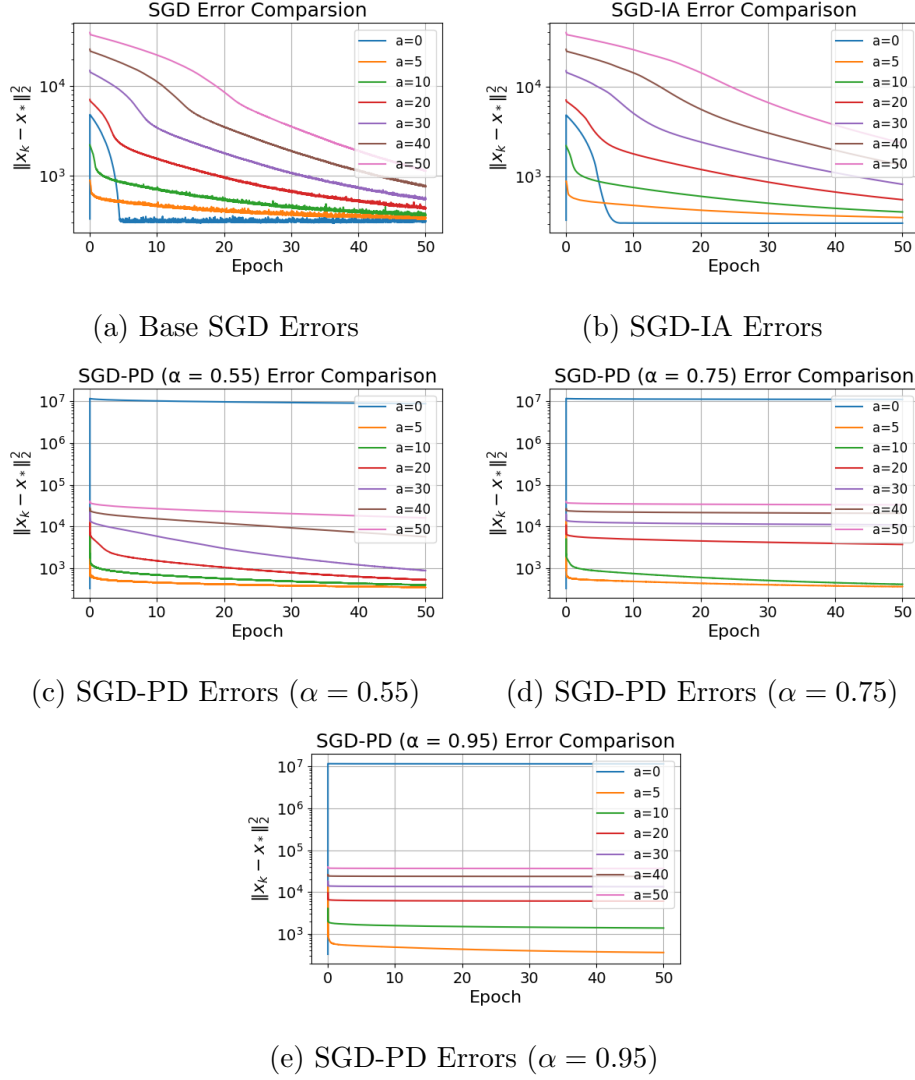 SGD Error Comparsion
‖x_k − x_*‖₂²
10⁴
10³
0 10 20 30 40 50
Epoch
a=0
a=5
a=10
a=20
a=30
a=40
a=50
(a) Base SGD Errors
SGD-IA Error Comparison
‖x_k − x_*‖₂²
10⁴
10³
0 10 20 30 40 50
Epoch
a=0
a=5
a=10
a=20
a=30
a=40
a=50
(b) SGD-IA Errors
SGD-PD (α = 0.55) Error Comparison
‖x_k − x_*‖₂²
10⁷
10⁶
10⁵
10⁴
10³
0 10 20 30 40 50
Epoch
a=0
a=5
a=10
a=20
a=30
a=40
a=50
(c) SGD-PD Errors (α = 0.55)
SGD-PD (α = 0.75) Error Comparison
‖x_k − x_*‖₂²
10⁷
10⁶
10⁵
10⁴
10³
0 10 20 30 40 50
Epoch
a=0
a=5
a=10
a=20
a=30
a=40
a=50
(d) SGD-PD Errors (α = 0.75)
SGD-PD (α = 0.95) Error Comparison
‖x_k − x_*‖₂²
10⁷
10⁶
10⁵
10⁴
10³
0 10 20 30 40 50
Epoch
a=0
a=5
a=10
a=20
a=30
a=40
a=50
(e) SGD-PD Errors (α = 0.95)